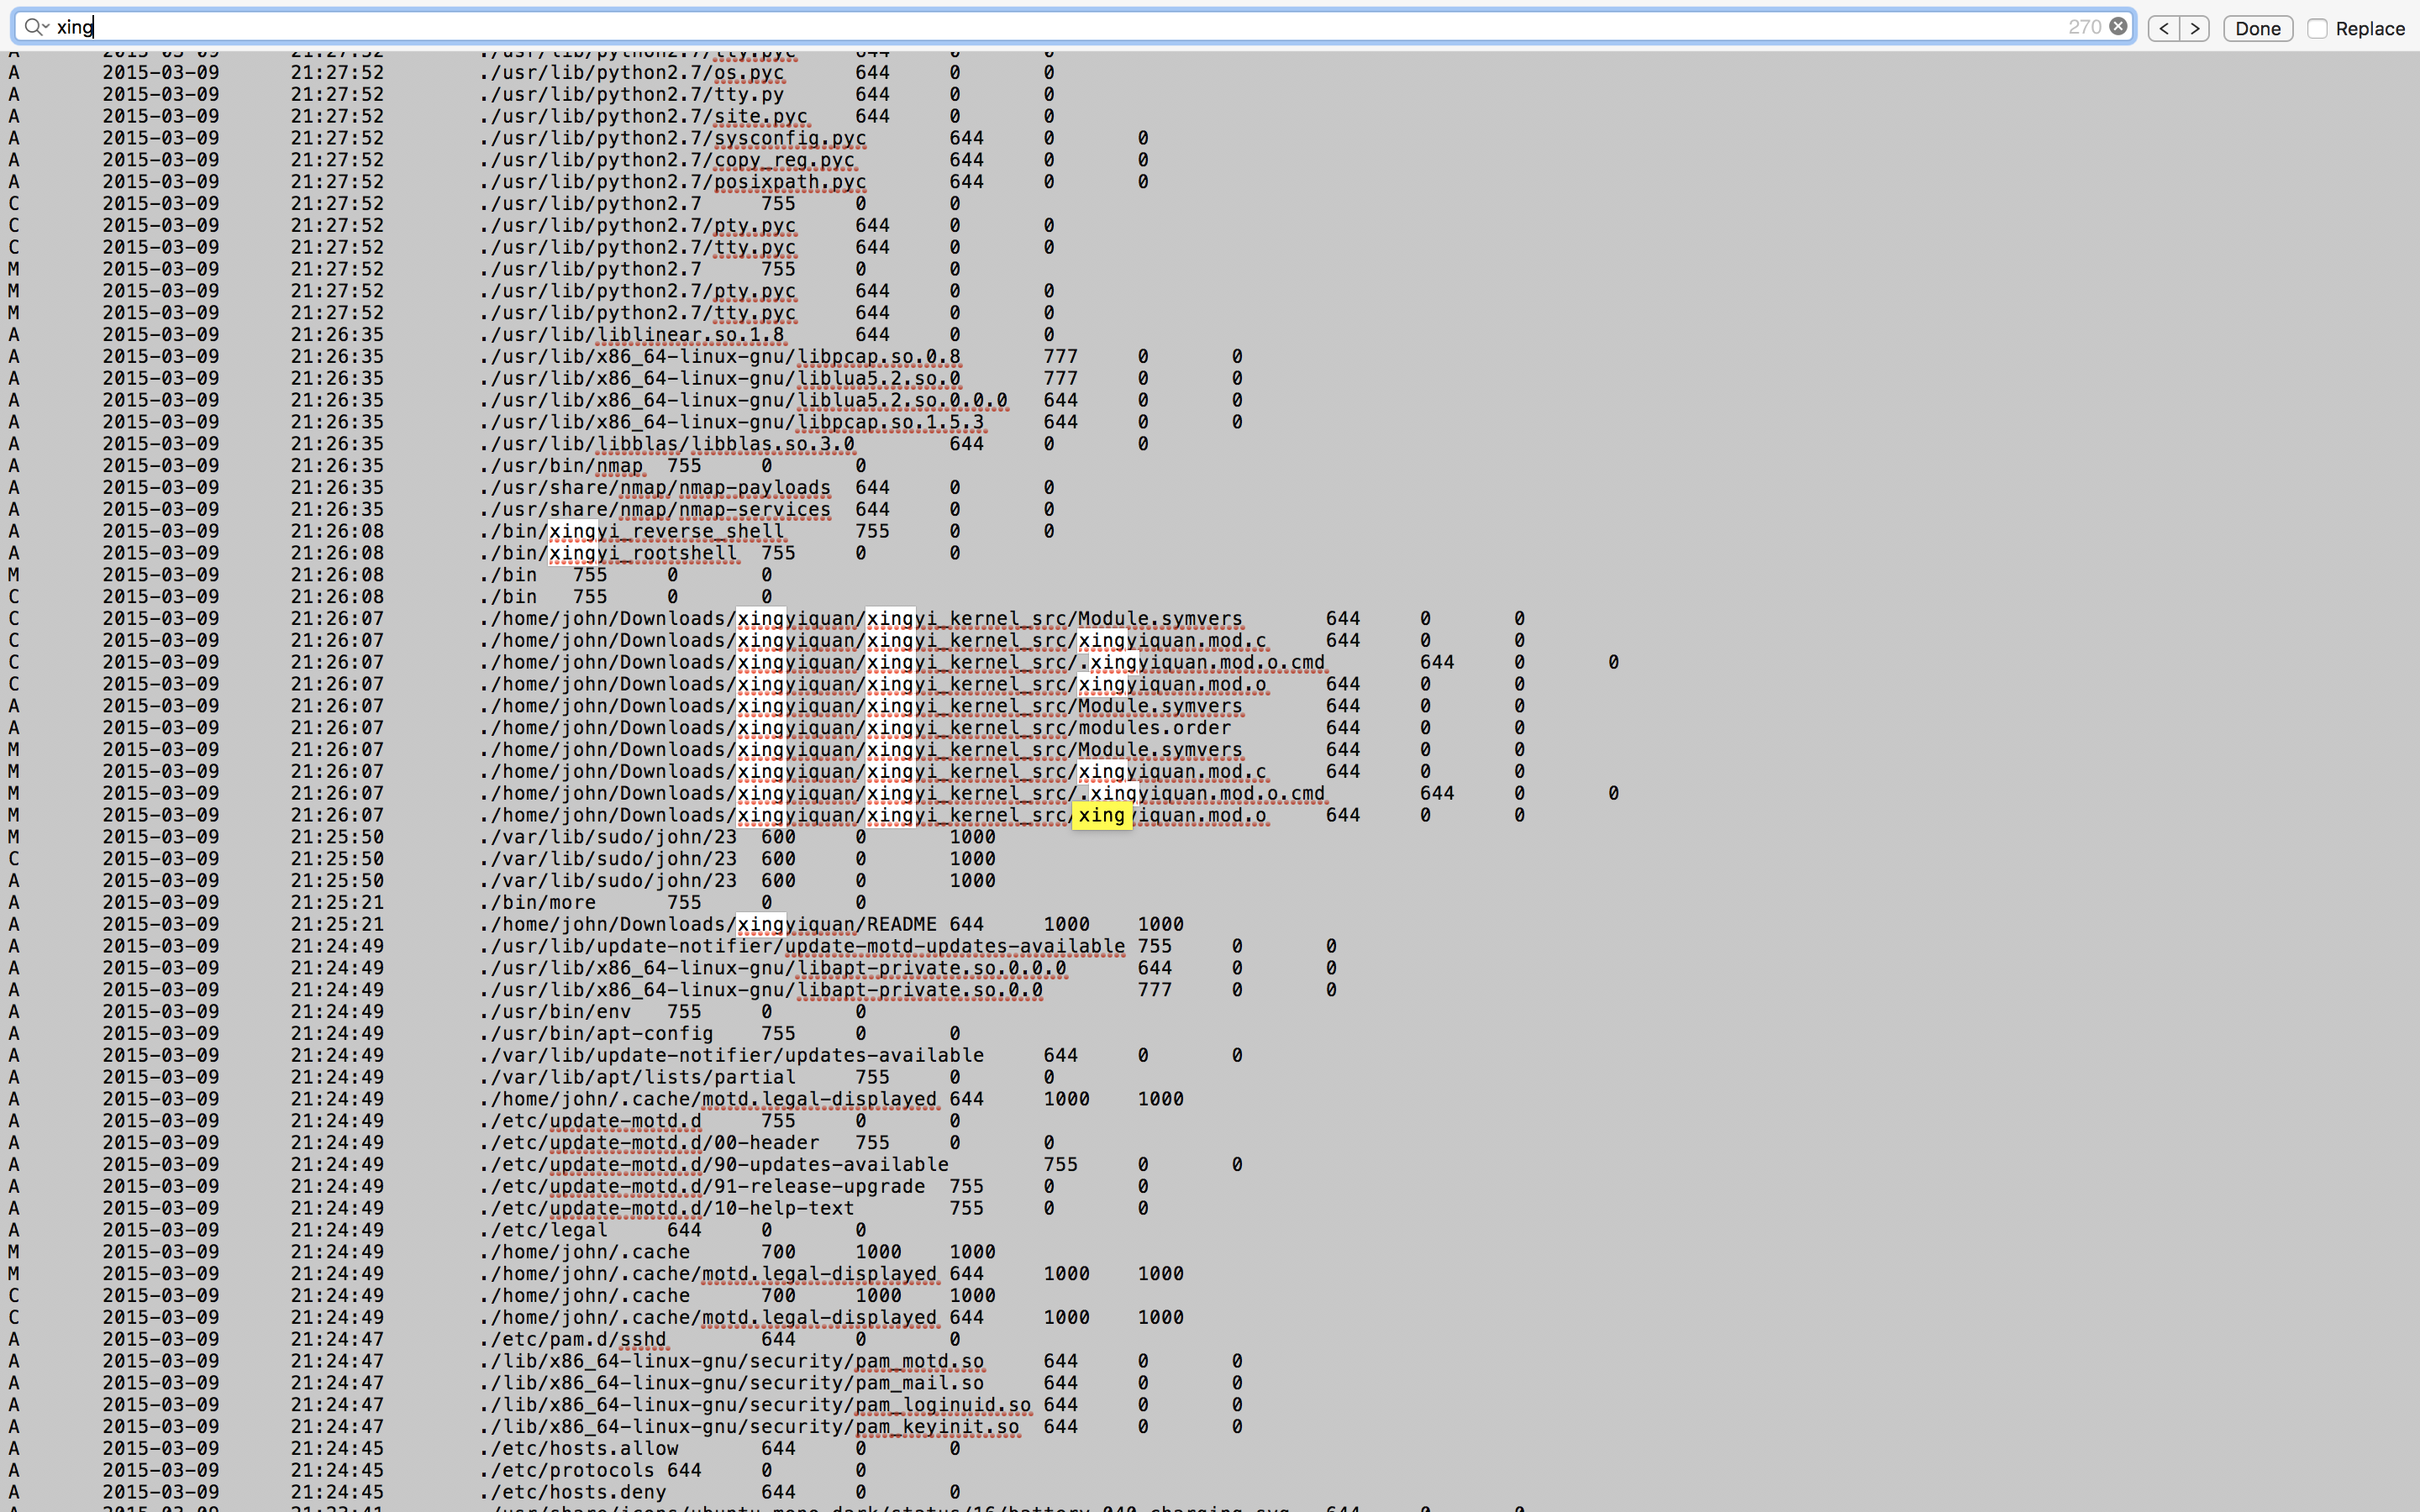 xing 270 < > Done Replace
A 2015-03-09 21:27:52 ./usr/lib/python2.7/tty.pyc 644 0 0
A 2015-03-09 21:27:52 ./usr/lib/python2.7/os.pyc 644 0 0
A 2015-03-09 21:27:52 ./usr/lib/python2.7/tty.py 644 0 0
A 2015-03-09 21:27:52 ./usr/lib/python2.7/site.pyc 644 0 0
A 2015-03-09 21:27:52 ./usr/lib/python2.7/sysconfig.pyc 644 0 0
A 2015-03-09 21:27:52 ./usr/lib/python2.7/copy_reg.pyc 644 0 0
A 2015-03-09 21:27:52 ./usr/lib/python2.7/posixpath.pyc 644 0 0
C 2015-03-09 21:27:52 ./usr/lib/python2.7 755 0 0
C 2015-03-09 21:27:52 ./usr/lib/python2.7/pty.pyc 644 0 0
C 2015-03-09 21:27:52 ./usr/lib/python2.7/tty.pyc 644 0 0
M 2015-03-09 21:27:52 ./usr/lib/python2.7 755 0 0
M 2015-03-09 21:27:52 ./usr/lib/python2.7/pty.pyc 644 0 0
M 2015-03-09 21:27:52 ./usr/lib/python2.7/tty.pyc 644 0 0
A 2015-03-09 21:26:35 ./usr/lib/liblinear.so.1.8 644 0 0
A 2015-03-09 21:26:35 ./usr/lib/x86_64-linux-gnu/libpcap.so.0.8 777 0 0
A 2015-03-09 21:26:35 ./usr/lib/x86_64-linux-gnu/liblua5.2.so.0 777 0 0
A 2015-03-09 21:26:35 ./usr/lib/x86_64-linux-gnu/liblua5.2.so.0.0.0 644 0 0
A 2015-03-09 21:26:35 ./usr/lib/x86_64-linux-gnu/libpcap.so.1.5.3 644 0 0
A 2015-03-09 21:26:35 ./usr/lib/libblas/libblas.so.3.0 644 0 0
A 2015-03-09 21:26:35 ./usr/bin/nmap 755 0 0
A 2015-03-09 21:26:35 ./usr/share/nmap/nmap-payloads 644 0 0
A 2015-03-09 21:26:35 ./usr/share/nmap/nmap-services 644 0 0
A 2015-03-09 21:26:08 ./bin/xingyi_reverse_shell 755 0 0
A 2015-03-09 21:26:08 ./bin/xingyi_rootshell 755 0 0
M 2015-03-09 21:26:08 ./bin 755 0 0
C 2015-03-09 21:26:08 ./bin 755 0 0
C 2015-03-09 21:26:07 ./home/john/Downloads/xingyiquan/xingyi_kernel_src/Module.symvers 644 0 0
C 2015-03-09 21:26:07 ./home/john/Downloads/xingyiquan/xingyi_kernel_src/xingyiquan.mod.c 644 0 0
C 2015-03-09 21:26:07 ./home/john/Downloads/xingyiquan/xingyi_kernel_src/.xingyiquan.mod.o.cmd 644 0 0
C 2015-03-09 21:26:07 ./home/john/Downloads/xingyiquan/xingyi_kernel_src/xingyiquan.mod.o 644 0 0
A 2015-03-09 21:26:07 ./home/john/Downloads/xingyiquan/xingyi_kernel_src/Module.symvers 644 0 0
A 2015-03-09 21:26:07 ./home/john/Downloads/xingyiquan/xingyi_kernel_src/modules.order 644 0 0
M 2015-03-09 21:26:07 ./home/john/Downloads/xingyiquan/xingyi_kernel_src/Module.symvers 644 0 0
M 2015-03-09 21:26:07 ./home/john/Downloads/xingyiquan/xingyi_kernel_src/xingyiquan.mod.c 644 0 0
M 2015-03-09 21:26:07 ./home/john/Downloads/xingyiquan/xingyi_kernel_src/.xingyiquan.mod.o.cmd 644 0 0
M 2015-03-09 21:26:07 ./home/john/Downloads/xingyiquan/xingyi_kernel_src/xingyiquan.mod.o 644 0 0
M 2015-03-09 21:25:50 ./var/lib/sudo/john/23 600 0 1000
C 2015-03-09 21:25:50 ./var/lib/sudo/john/23 600 0 1000
A 2015-03-09 21:25:50 ./var/lib/sudo/john/23 600 0 1000
A 2015-03-09 21:25:21 ./bin/more 755 0 0
A 2015-03-09 21:25:21 ./home/john/Downloads/xingyiquan/README 644 1000 1000
A 2015-03-09 21:24:49 ./usr/lib/update-notifier/update-motd-updates-available 755 0 0
A 2015-03-09 21:24:49 ./usr/lib/x86_64-linux-gnu/libapt-private.so.0.0.0 644 0 0
A 2015-03-09 21:24:49 ./usr/lib/x86_64-linux-gnu/libapt-private.so.0.0 777 0 0
A 2015-03-09 21:24:49 ./usr/bin/env 755 0 0
A 2015-03-09 21:24:49 ./usr/bin/apt-config 755 0 0
A 2015-03-09 21:24:49 ./var/lib/update-notifier/updates-available 644 0 0
A 2015-03-09 21:24:49 ./var/lib/apt/lists/partial 755 0 0
A 2015-03-09 21:24:49 ./home/john/.cache/motd.legal-displayed 644 1000 1000
A 2015-03-09 21:24:49 ./etc/update-motd.d 755 0 0
A 2015-03-09 21:24:49 ./etc/update-motd.d/00-header 755 0 0
A 2015-03-09 21:24:49 ./etc/update-motd.d/90-updates-available 755 0 0
A 2015-03-09 21:24:49 ./etc/update-motd.d/91-release-upgrade 755 0 0
A 2015-03-09 21:24:49 ./etc/update-motd.d/10-help-text 755 0 0
A 2015-03-09 21:24:49 ./etc/legal 644 0 0
M 2015-03-09 21:24:49 ./home/john/.cache 700 1000 1000
M 2015-03-09 21:24:49 ./home/john/.cache/motd.legal-displayed 644 1000 1000
C 2015-03-09 21:24:49 ./home/john/.cache 700 1000 1000
C 2015-03-09 21:24:49 ./home/john/.cache/motd.legal-displayed 644 1000 1000
A 2015-03-09 21:24:47 ./etc/pam.d/sshd 644 0 0
A 2015-03-09 21:24:47 ./lib/x86_64-linux-gnu/security/pam_motd.so 644 0 0
A 2015-03-09 21:24:47 ./lib/x86_64-linux-gnu/security/pam_mail.so 644 0 0
A 2015-03-09 21:24:47 ./lib/x86_64-linux-gnu/security/pam_loginuid.so 644 0 0
A 2015-03-09 21:24:47 ./lib/x86_64-linux-gnu/security/pam_keyinit.so 644 0 0
A 2015-03-09 21:24:45 ./etc/hosts.allow 644 0 0
A 2015-03-09 21:24:45 ./etc/protocols 644 0 0
A 2015-03-09 21:24:45 ./etc/hosts.deny 644 0 0